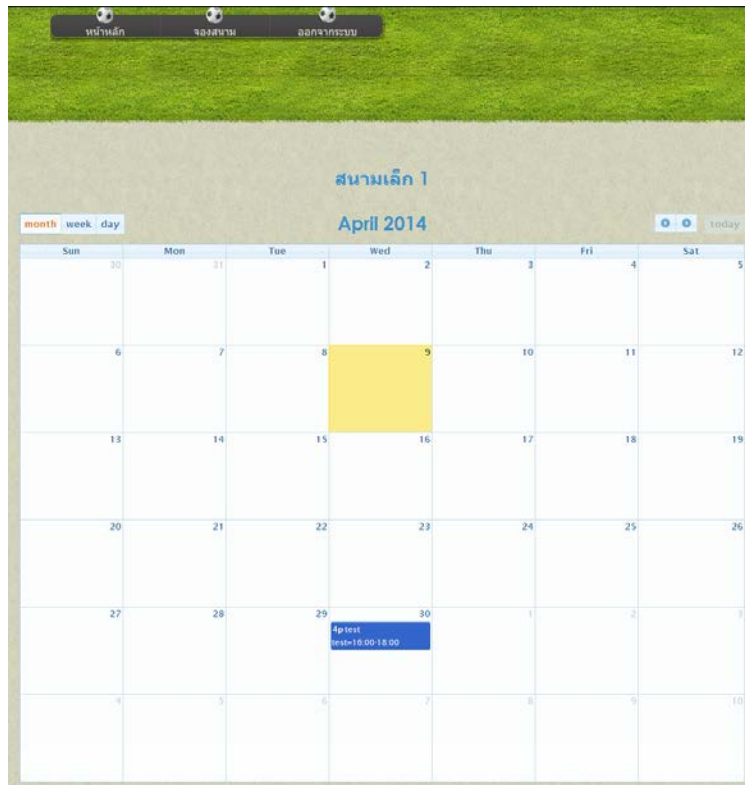 หน้าหลัก จองสนาม ออกจากระบบ
สนามเล็ก 1
month week day April 2014 today
Sun Mon Tue Wed Thu Fri Sat
30 31 1 2 3 4 5
6 7 8 9 10 11 12
13 14 15 16 17 18 19
20 21 22 23 24 25 26
27 28 29 30 1 2 3
4p test
test=16:00-18:00
4 5 6 7 8 9 10